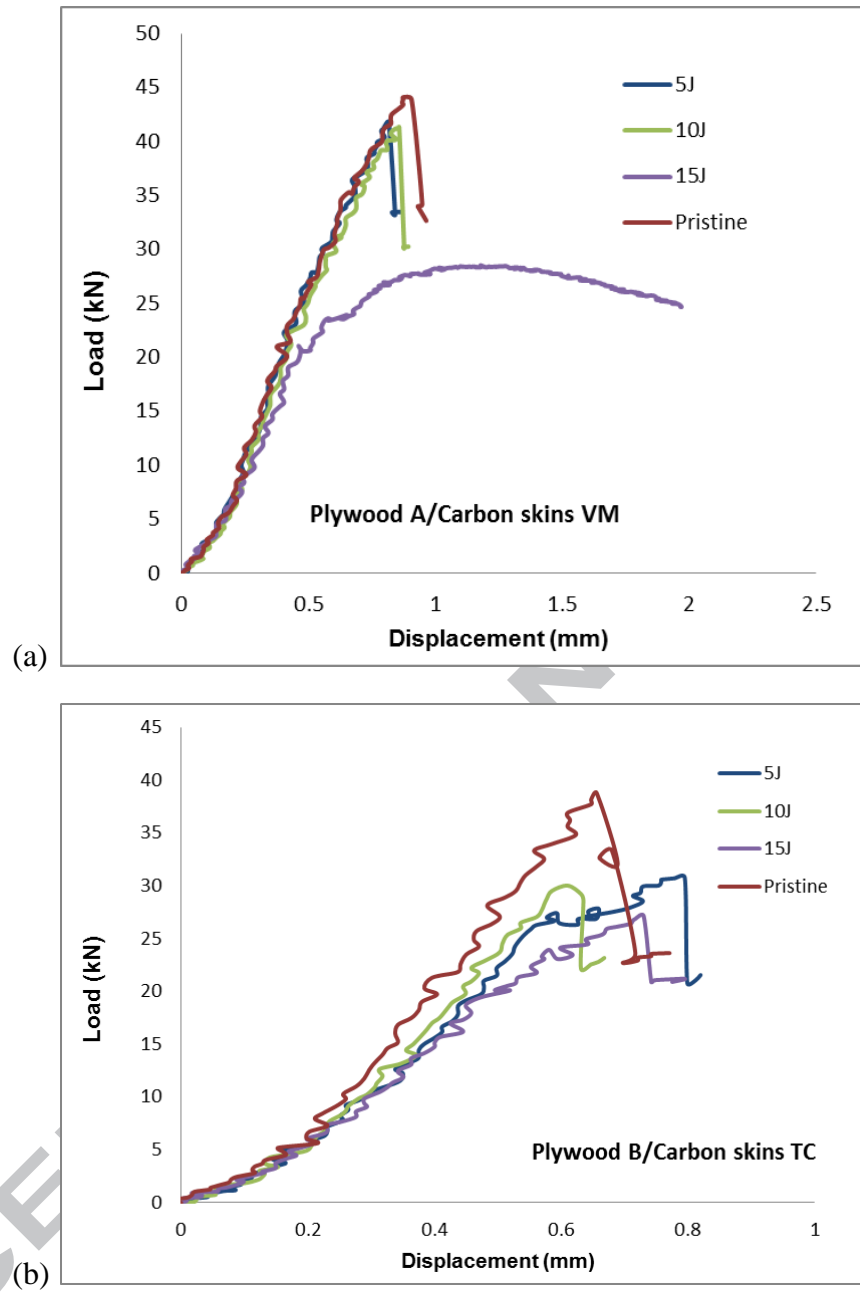 50
45
40
35
30
25
20
15
10
5
0
Load (kN)
5J
10J
15J
Pristine
Plywood A/Carbon skins VM
0 0.5 1 1.5 2 2.5
Displacement (mm)
(a)
45
40
35
30
25
20
15
10
5
0
Load (kN)
5J
10J
15J
Pristine
Plywood B/Carbon skins TC
0 0.2 0.4 0.6 0.8 1
Displacement (mm)
(b)